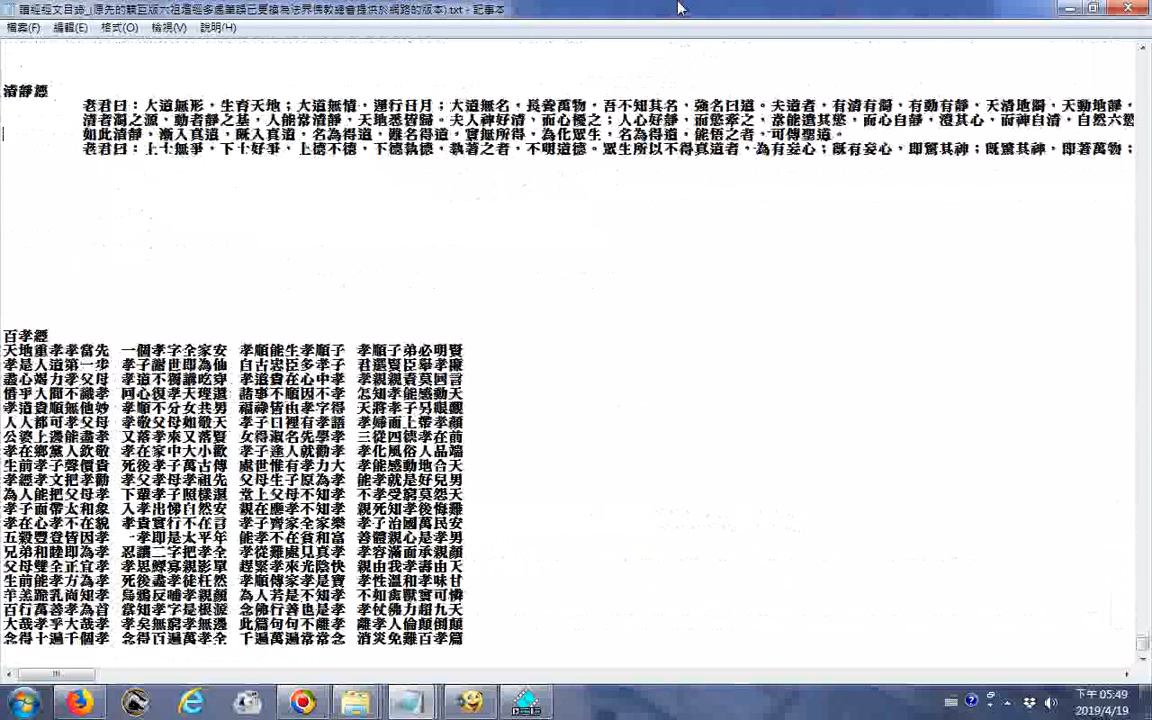 讀經經文目錄_(原先的籟巨版六祖壇經多處筆誤已更換為法界佛教總會提供於網路的版本).txt - 記事本
檔案(F) 編輯(E) 格式(O) 檢視(V) 說明(H)
清靜經
老君曰：大道無形，生育天地；大道無情，運行日月；大道無名，長養萬物，吾不知其名，強名曰道。夫道者，有清有濁，有動有靜，天清地濁，天動地靜，
清者濁之源，動者靜之基，人能常清靜，天地悉皆歸。夫人神好清，而心擾之；人心好靜，而慾牽之，常能遣其慾，而心自靜，澄其心，而神自清，自然六慾
如此清靜，漸入真道，既入真道，名為得道，雖名得道，實無所得，為化眾生，名為得道，能悟之者，可傳聖道。
老君曰：上士無爭，下士好爭，上德不德，下德執德，執著之者，不明道德。眾生所以不得真道者，為有妄心；既有妄心，即驚其神；既驚其神，即著萬物；
百孝經
天地重孝孝當先 一個孝字全家安 孝順能生孝順子 孝順子弟必明賢
孝是人道第一步 孝子謝世即為仙 自古忠臣多孝子 君選賢臣舉孝廉
盡心竭力孝父母 孝道不獨講吃穿 孝道貴在心中孝 孝親親責莫回言
惜乎人間不識孝 回心復孝天理還 諸事不順因不孝 怎知孝能感動天
孝道貴順無他妙 孝順不分女共男 福祿皆由孝字得 天將孝子另眼觀
人人都可孝父母 孝敬父母如敬天 孝子口裡有孝語 孝婦面上帶孝顏
公婆上邊能盡孝 又落孝來又落賢 女得淑名先學孝 三從四德孝在前
孝在鄉黨人欽敬 孝在家中大小歡 孝子逢人就勸孝 孝化風俗人品端
生前孝子聲價貴 死後孝子萬古傳 處世惟有孝力大 孝能感動地合天
孝經孝文把孝勸 孝父孝母孝祖先 父母生子原為孝 能孝就是好兒男
為人能把父母孝 下輩孝子照樣還 堂上父母不知孝 不孝受窮莫怨天
孝子面帶太和象 入孝出悌自然安 親在應孝不知孝 親死知孝後悔難
孝在心孝不在貌 孝貴實行不在言 孝子齊家全家樂 孝子治國萬民安
五穀豐登皆因孝 一孝即是太平年 能孝不在貧和富 善體親心是孝男
兄弟和睦即為孝 忍讓二字把孝全 孝從難處見真孝 孝容滿面承親顏
父母雙全正宜孝 孝思鰥寡親影單 趕緊孝來光陰快 親由我孝壽由天
生前能孝方為孝 死後盡孝徒枉然 孝順傳家孝是寶 孝性溫和孝味甘
羊羔跪乳尚知孝 烏鴉反哺孝親顏 為人若是不知孝 不如禽獸實可憐
百行萬善孝為首 當知孝字是根源 念佛行善也是孝 孝仗佛力超九天
大哉孝乎大哉孝 孝矣無窮孝無邊 此篇句句不離孝 離孝人倫顛倒顛
念得十遍千個孝 念得百遍萬孝全 千遍萬遍常常念 消災免難百孝篇
下午 05:49
2019/4/19